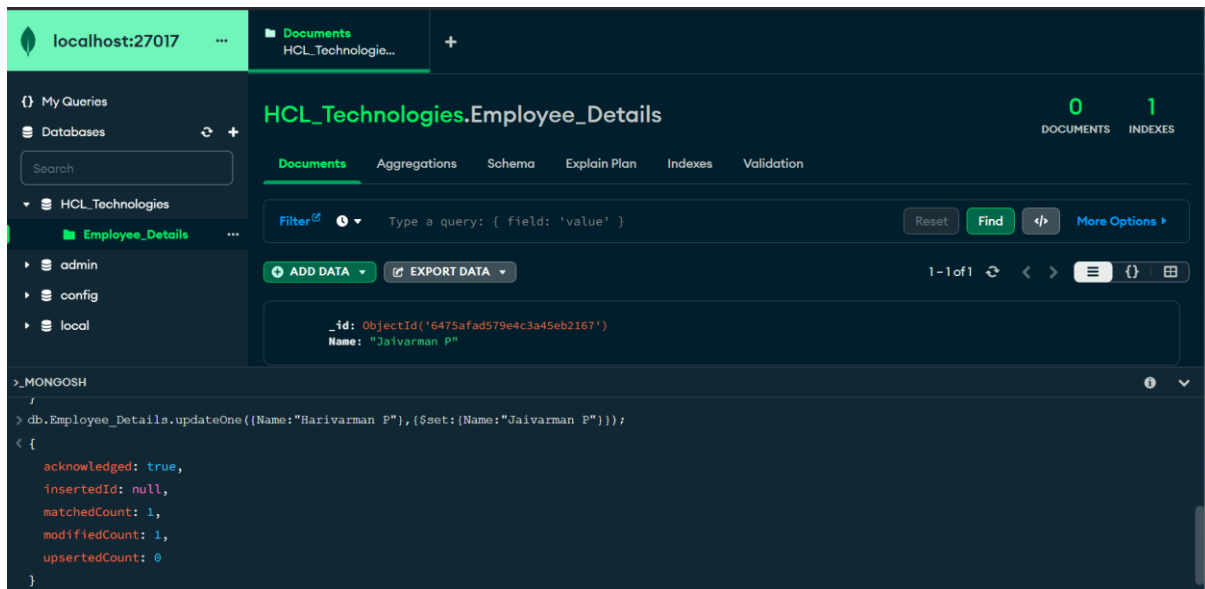 localhost:27017 ...
Documents
HCL_Technologie...
+
{} My Queries
Databases
+
Search
HCL_Technologies
Employee_Details ...
admin
config
local
HCL_Technologies.Employee_Details
0
DOCUMENTS
1
INDEXES
Documents Aggregations Schema Explain Plan Indexes Validation
Filter Type a query: { field: 'value' } Reset Find </> More Options
ADD DATA EXPORT DATA 1-1 of 1 {}
_id: ObjectId('6475afad579e4c3a45eb2167')
Name: "Jaivarman P"
>_MONGOSH
}
> db.Employee_Details.updateOne({Name:"Harivarman P"},{$set:{Name:"Jaivarman P"}});
< {
acknowledged: true,
insertedId: null,
matchedCount: 1,
modifiedCount: 1,
upsertedCount: 0
}